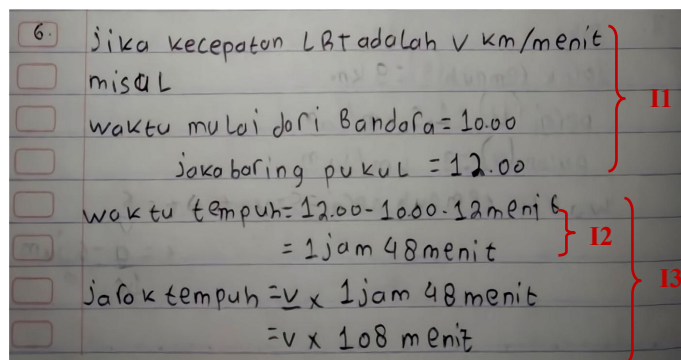 6. jika kecepatan LRT adalah v km/menit
misal
waktu mulai dari Bandara = 10.00
jakabaring pukul = 12.00
I1
waktu tempuh = 12.00 - 10.00 - 12 menit
I2
= 1 jam 48 menit
I3
jarak tempuh = v x 1 jam 48 menit
= v x 108 menit